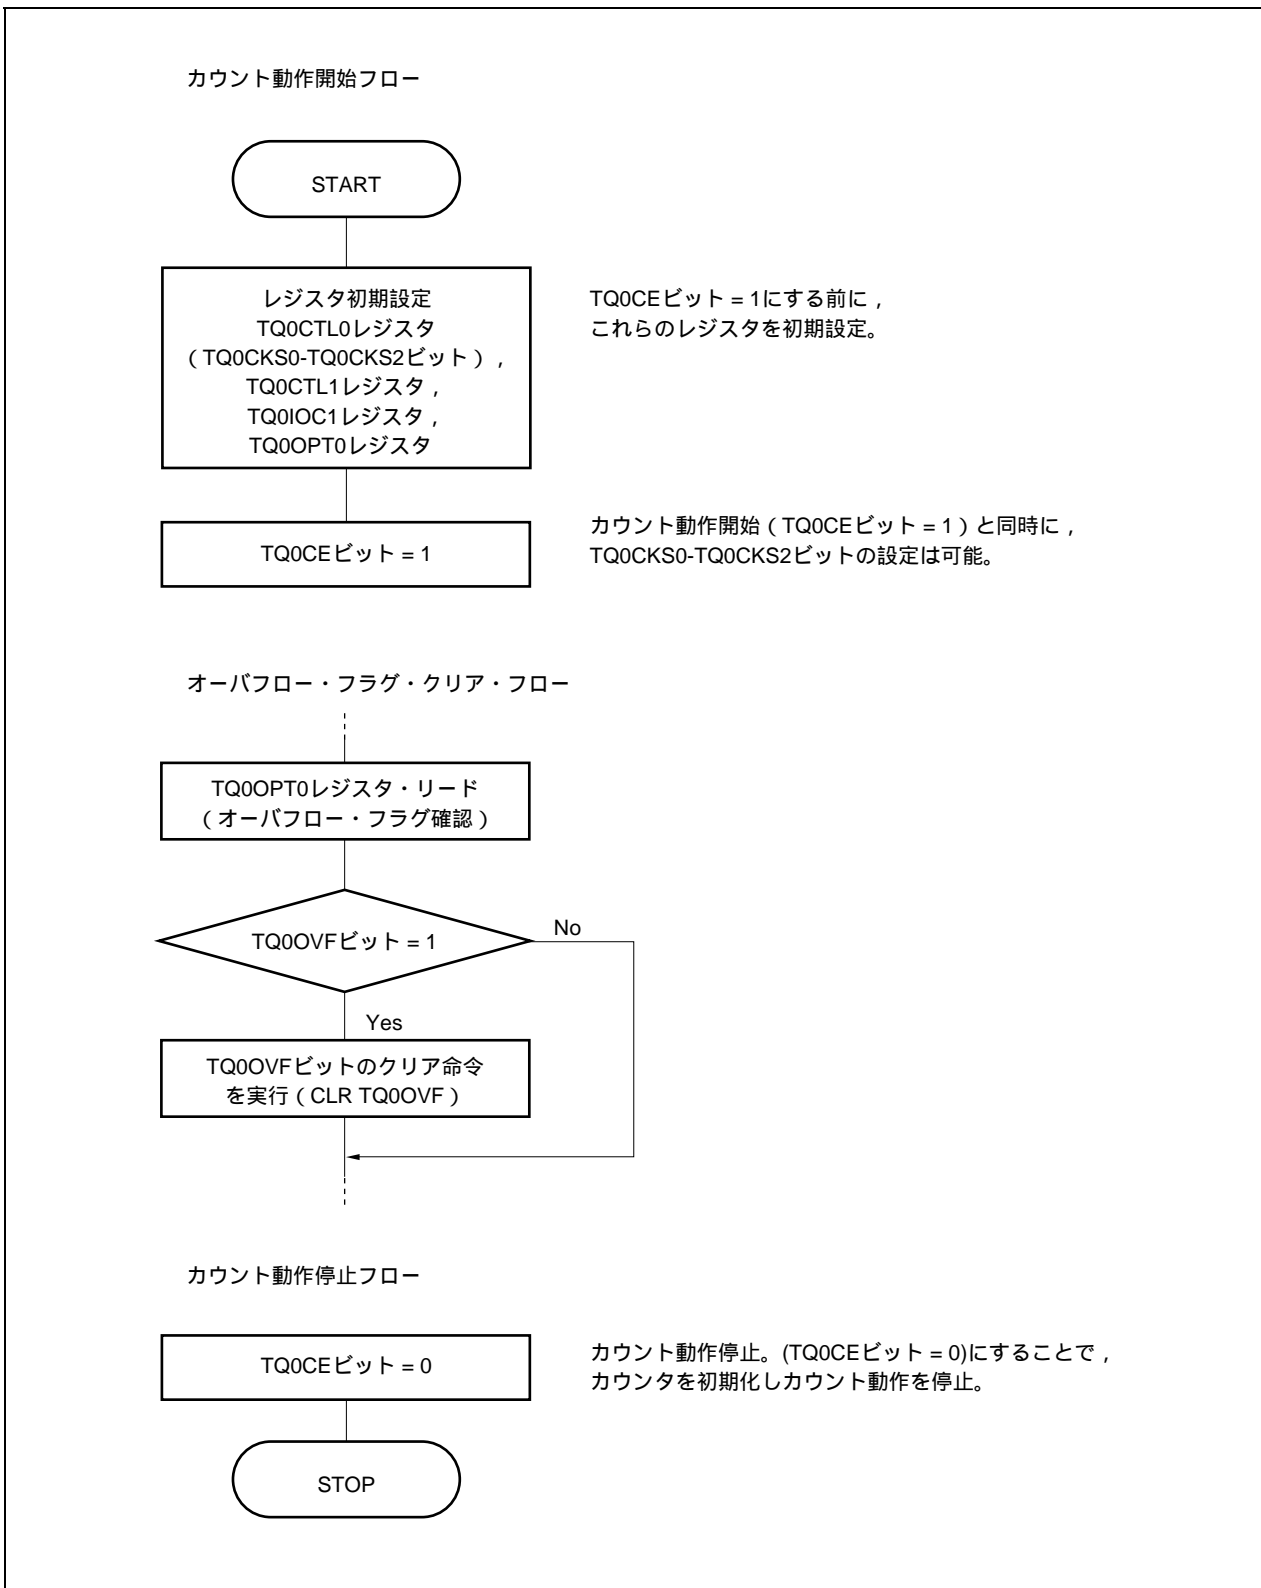 カウント動作開始フロー
START
レジスタ初期設定
TQ0CTL0レジスタ
(TQ0CKS0-TQ0CKS2ビット),
TQ0CTL1レジスタ,
TQ0IOC1レジスタ,
TQ0OPT0レジスタ
TQ0CEビット = 1にする前に,
これらのレジスタを初期設定。
TQ0CEビット = 1
カウント動作開始(TQ0CEビット = 1)と同時に,
TQ0CKS0-TQ0CKS2ビットの設定は可能。
オーバフロー・フラグ・クリア・フロー
TQ0OPT0レジスタ・リード
(オーバフロー・フラグ確認)
TQ0OVFビット = 1
No
Yes
TQ0OVFビットのクリア命令
を実行(CLR TQ0OVF)
カウント動作停止フロー
TQ0CEビット = 0
カウント動作停止。(TQ0CEビット = 0)にすることで,
カウンタを初期化しカウント動作を停止。
STOP